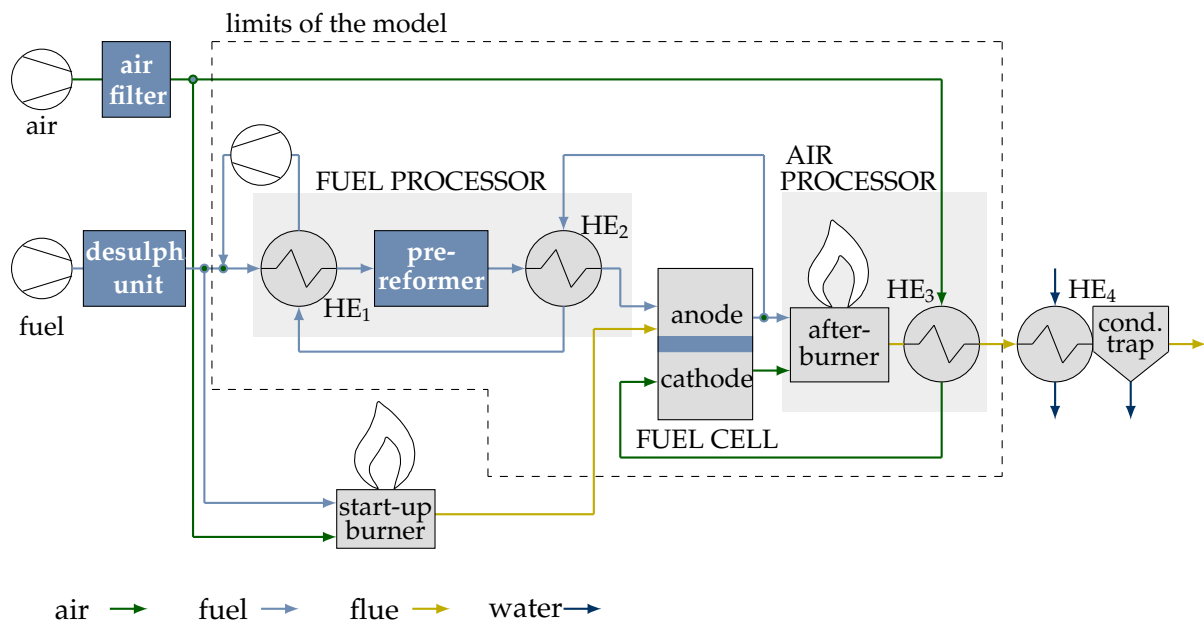 limits of the model
air
filter
air
FUEL PROCESSOR
AIR
PROCESSOR
desulph.
unit
fuel
HE1
pre-
reformer
HE2
anode
cathode
FUEL CELL
after-
burner
HE3
HE4
cond.
trap
start-up
burner
air
fuel
flue
water